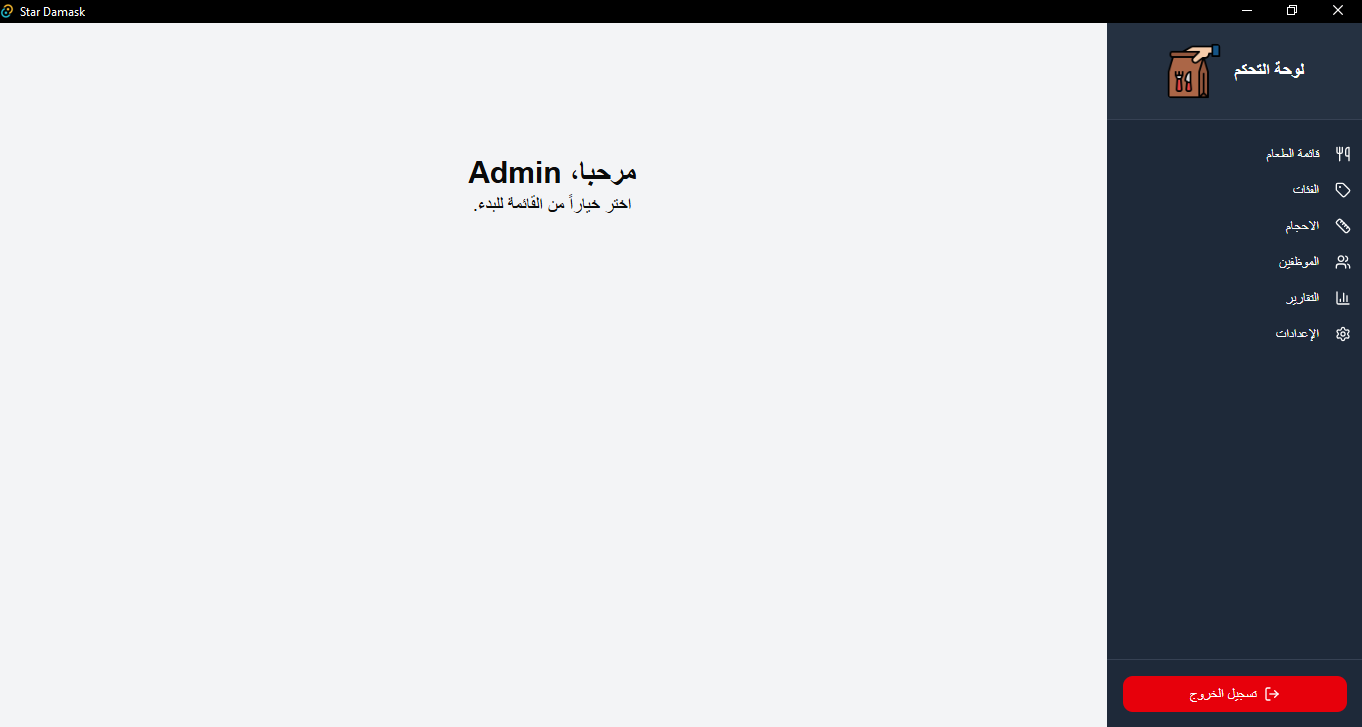 Star Damask
لوحة التحكم
قائمة الطعام
الفئات
الاحجام
الموظفين
التقارير
الإعدادات
تسجيل الخروج
مرحبا، Admin
اختر خياراً من القائمة للبدء.